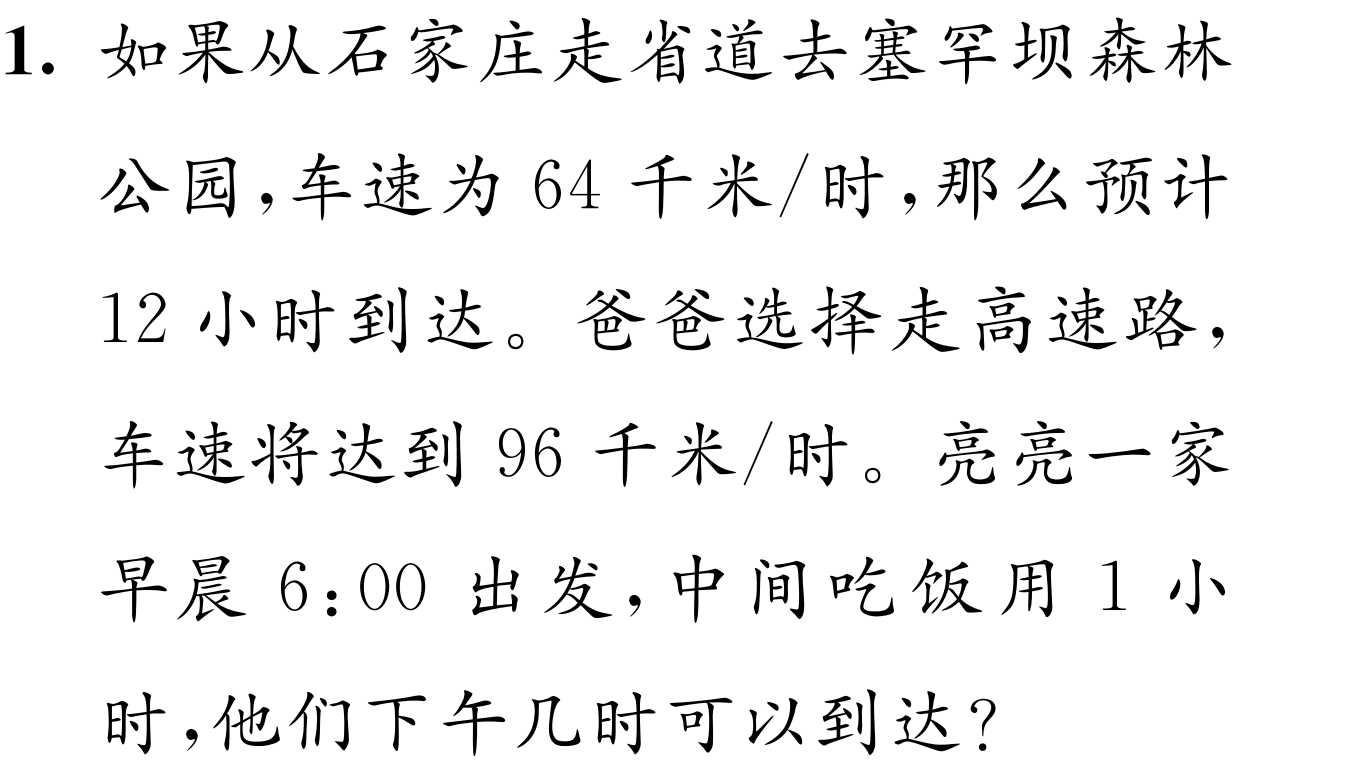 1. 如果从石家庄走省道去塞罕坝森林
公园,车速为 64 千米/时,那么预计
12 小时到达。爸爸选择走高速路,
车速将达到 96 千米/时。亮亮一家
早晨 6:00 出发,中间吃饭用 1 小
时,他们下午几时可以到达?